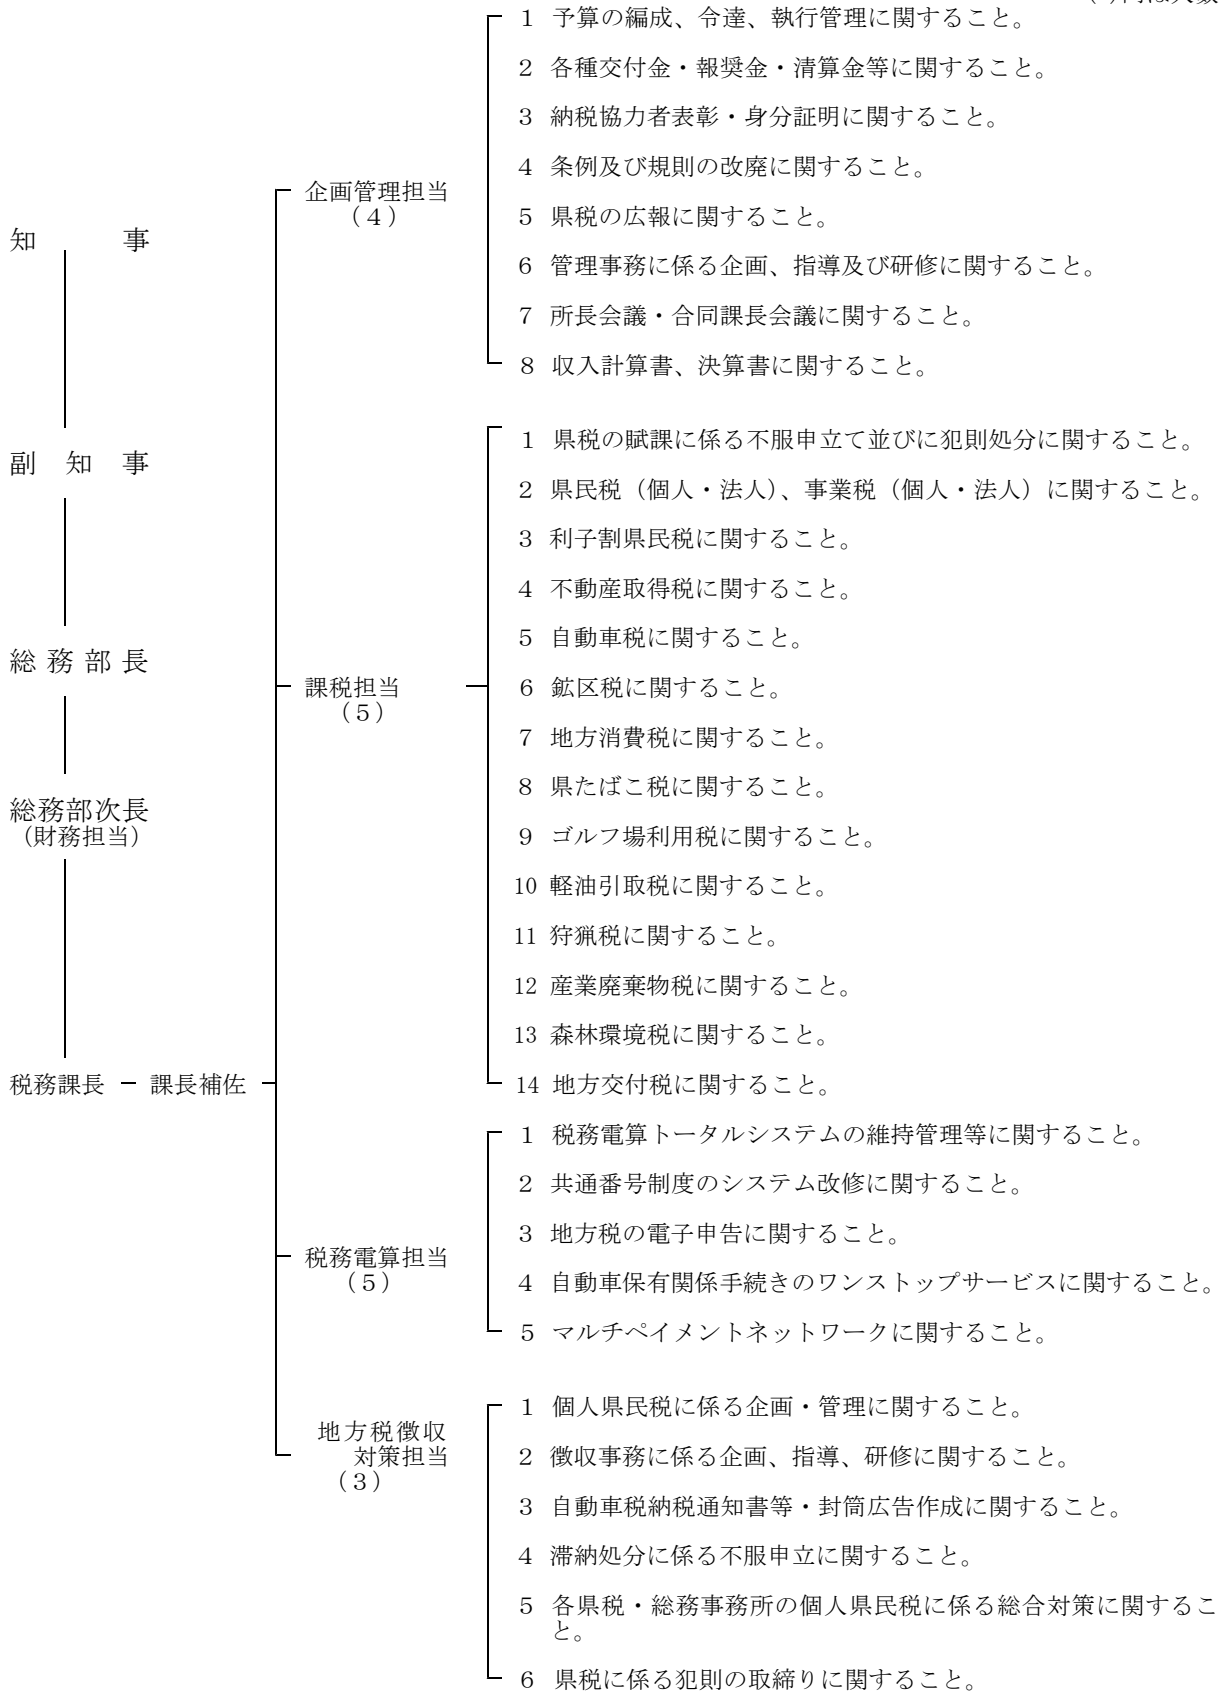 知事
副知事
総務部長
総務部次長
(財務担当)
税務課長
課長補佐
企画管理担当
(4)
1 予算の編成、令達、執行管理に関すること。
2 各種交付金・報奨金・清算金等に関すること。
3 納税協力者表彰・身分証明に関すること。
4 条例及び規則の改廃に関すること。
5 県税の広報に関すること。
6 管理事務に係る企画、指導及び研修に関すること。
7 所長会議・合同課長会議に関すること。
8 収入計算書、決算書に関すること。
課税担当
(5)
1 県税の賦課に係る不服申立て並びに犯則処分に関すること。
2 県民税（個人・法人）、事業税（個人・法人）に関すること。
3 利子割県民税に関すること。
4 不動産取得税に関すること。
5 自動車税に関すること。
6 鉱区税に関すること。
7 地方消費税に関すること。
8 県たばこ税に関すること。
9 ゴルフ場利用税に関すること。
10 軽油引取税に関すること。
11 狩猟税に関すること。
12 産業廃棄物税に関すること。
13 森林環境税に関すること。
14 地方交付税に関すること。
税務電算担当
(5)
1 税務電算トータルシステムの維持管理等に関すること。
2 共通番号制度のシステム改修に関すること。
3 地方税の電子申告に関すること。
4 自動車保有関係手続きのワンストップサービスに関すること。
5 マルチペイメントネットワークに関すること。
地方税徴収
対策担当
(3)
1 個人県民税に係る企画・管理に関すること。
2 徴収事務に係る企画、指導、研修に関すること。
3 自動車税納税通知書等・封筒広告作成に関すること。
4 滞納処分に係る不服申立に関すること。
5 各県税・総務事務所の個人県民税に係る総合対策に関するこ
と。
6 県税に係る犯則の取締りに関すること。